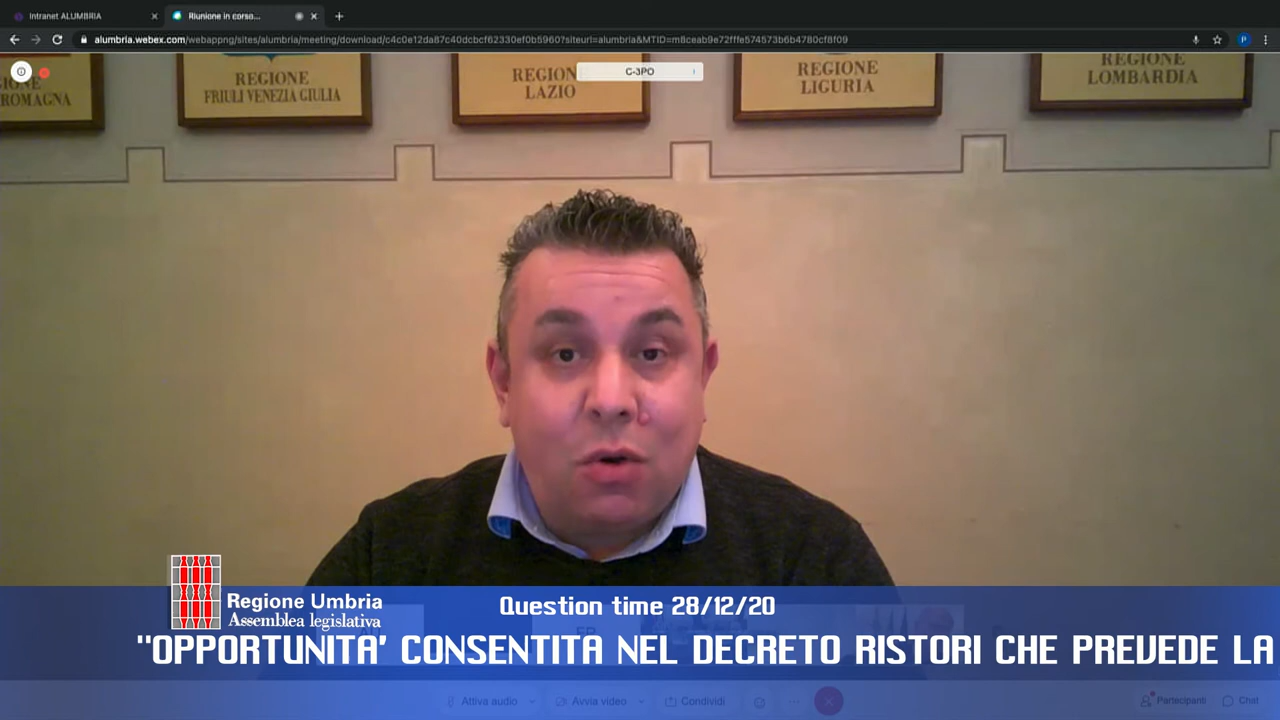 Intranet ALUMBRIA
Riunione in corso...
alumbria.webex.com/webappng/sites/alumbria/meeting/download/c4c0e12da87c40dcbcf62330ef0b5960?siteurl=alumbria&MTID=m8ceab9e72fffe574573b6b4780cf8f09
P
ROMAGNA
REGIONE
FRIULI VENEZIA GIULIA
LAZIO
C-3PO
REGIONE
LIGURIA
REGIONE
LOMBARDIA
Regione Umbria
Assemblea legislativa
Question time 28/12/20
"OPPORTUNITA' CONSENTITA NEL DECRETO RISTORI CHE PREVEDE LA
Attiva audio
Avvia video
Condividi
Partecipanti
Chat